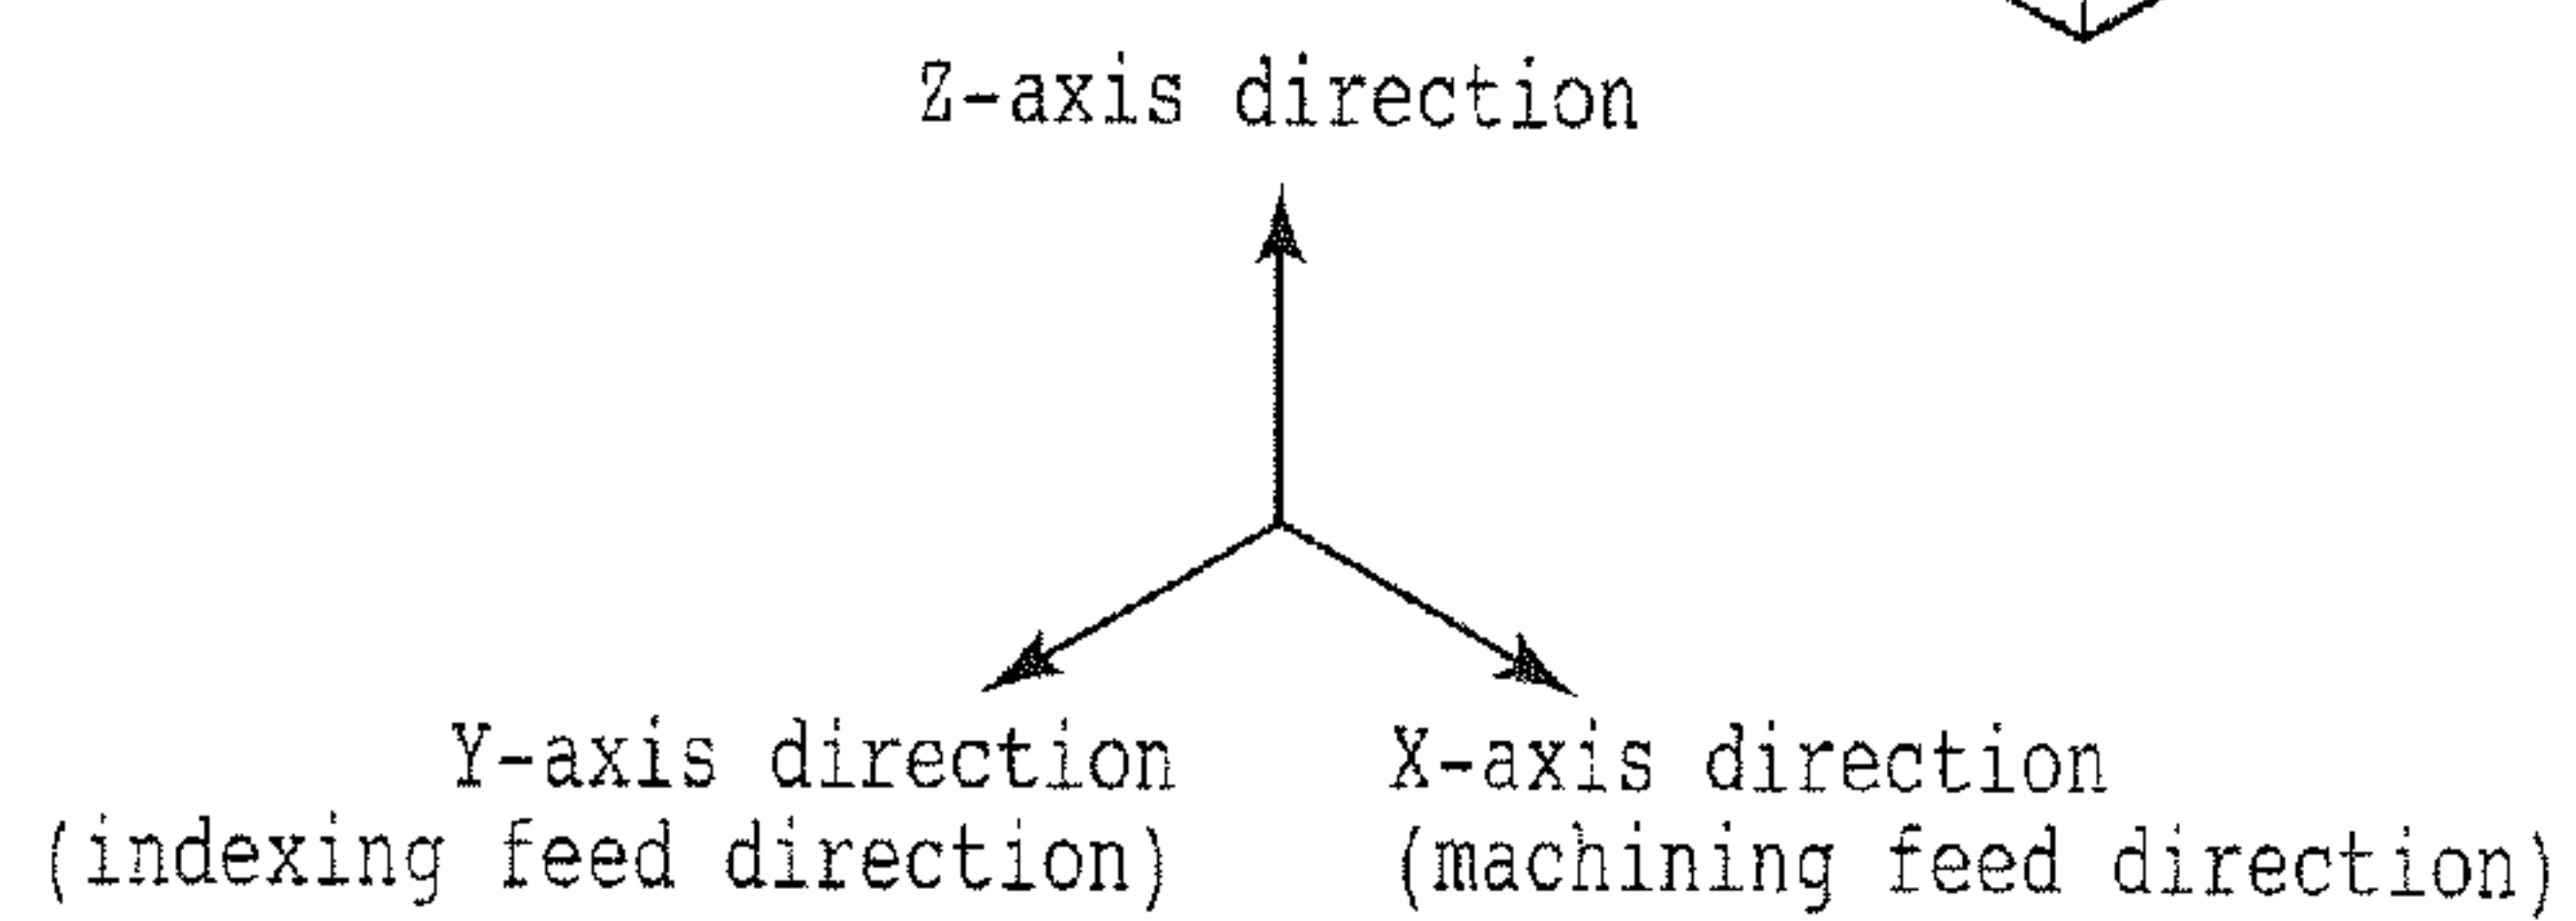 Z-axis direction
Y-axis direction
(indexing feed direction)
X-axis direction
(machining feed direction)